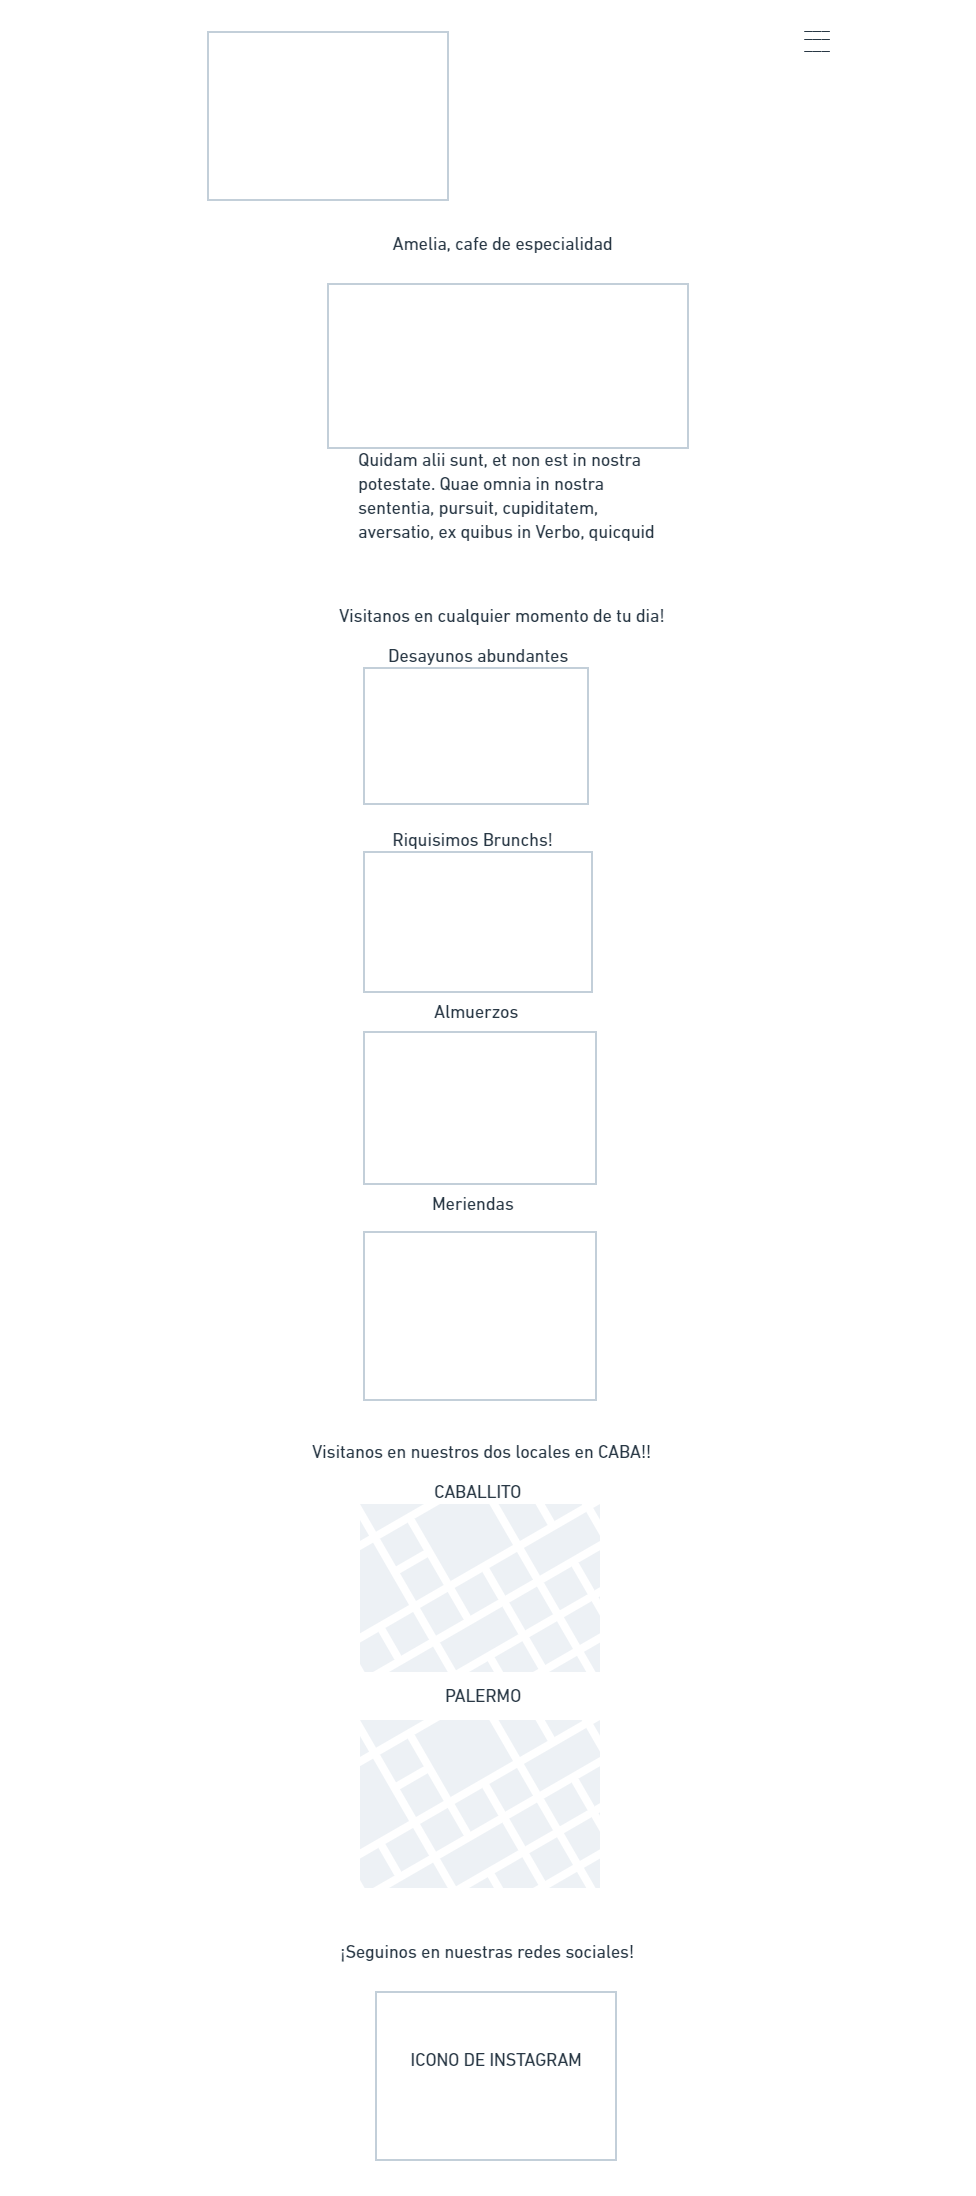 Amelia, cafe de especialidad
Quidam alii sunt, et non est in nostra
potestate. Quae omnia in nostra
sententia, pursuit, cupiditatem,
aversatio, ex quibus in Verbo, quicquid
Visitanos en cualquier momento de tu dia!
Desayunos abundantes
Riquisimos Brunchs!
Almuerzos
Meriendas
Visitanos en nuestros dos locales en CABA!!
CABALLITO
PALERMO
¡Seguinos en nuestras redes sociales!
ICONO DE INSTAGRAM